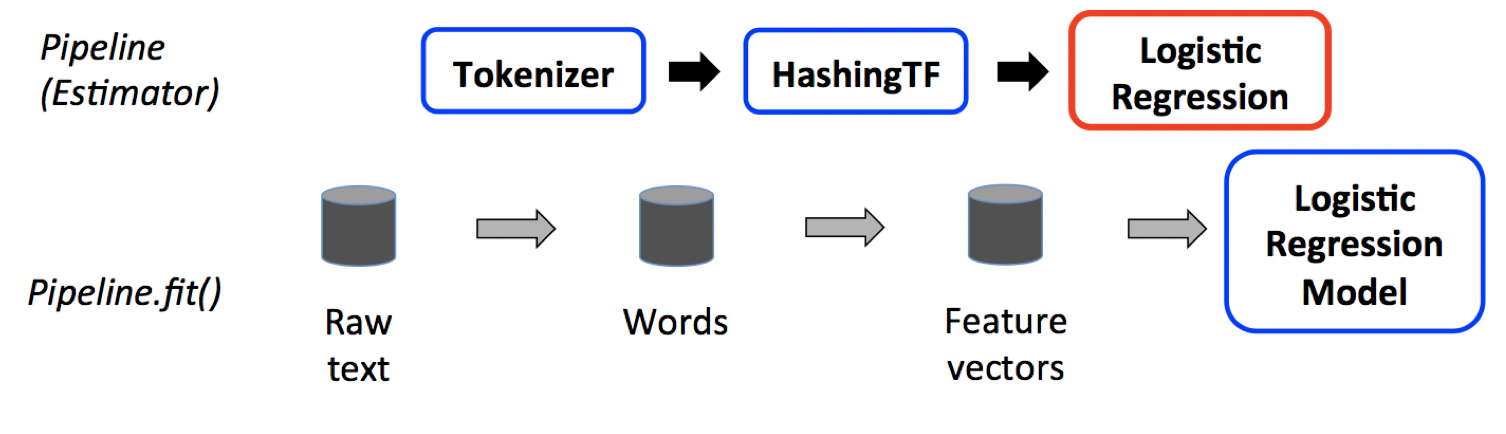 Pipeline
(Estimator)
Tokenizer
HashingTF
Logistic
Regression
Pipeline.fit()
Raw
text
Words
Feature
vectors
Logistic
Regression
Model